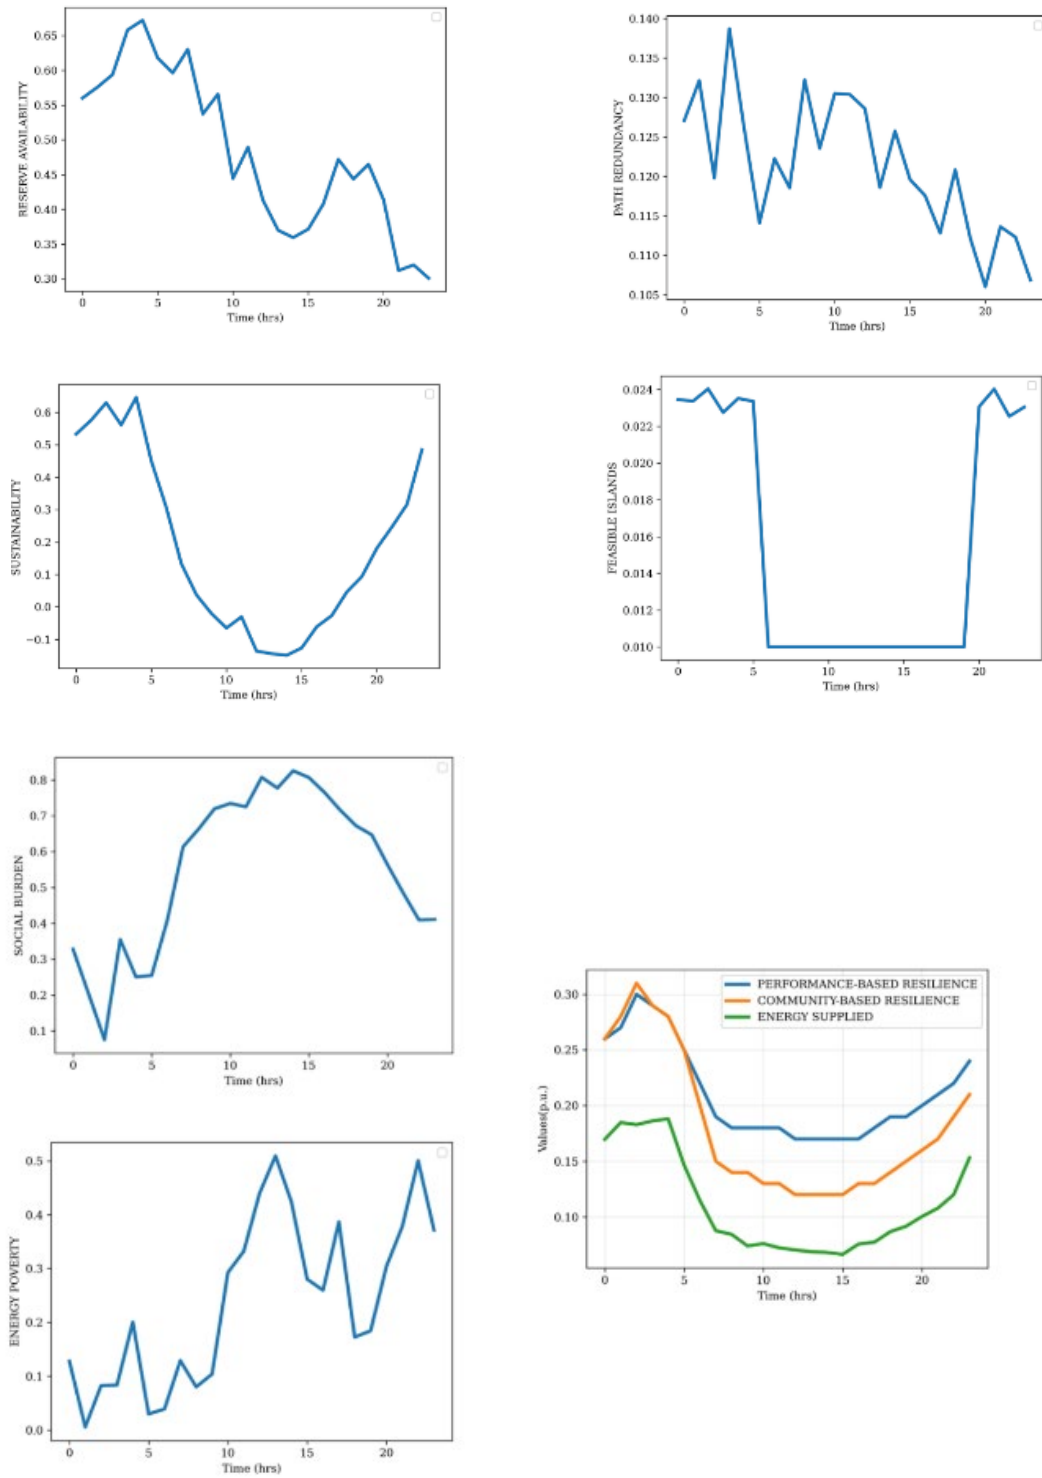 RESERVE AVAILABILITY
0.65
0.60
0.55
0.50
0.45
0.40
0.35
0.30
0 5 10 15 20
Time (hrs)
PATH REDUNDANCY
0.140
0.135
0.130
0.125
0.120
0.115
0.110
0.105
0 5 10 15 20
Time (hrs)
SUSTAINABILITY
0.6
0.5
0.4
0.3
0.2
0.1
0.0
−0.1
0 5 10 15 20
Time (hrs)
FEASIBLE ISLANDS
0.024
0.022
0.020
0.018
0.016
0.014
0.012
0.010
0 5 10 15 20
Time (hrs)
SOCIAL BURDEN
0.8
0.7
0.6
0.5
0.4
0.3
0.2
0.1
0 5 10 15 20
Time (hrs)
Values(p.u.)
0.30
0.25
0.20
0.15
0.10
PERFORMANCE-BASED RESILIENCE
COMMUNITY-BASED RESILIENCE
ENERGY SUPPLIED
0 5 10 15 20
Time (hrs)
ENERGY POVERTY
0.5
0.4
0.3
0.2
0.1
0.0
0 5 10 15 20
Time (hrs)